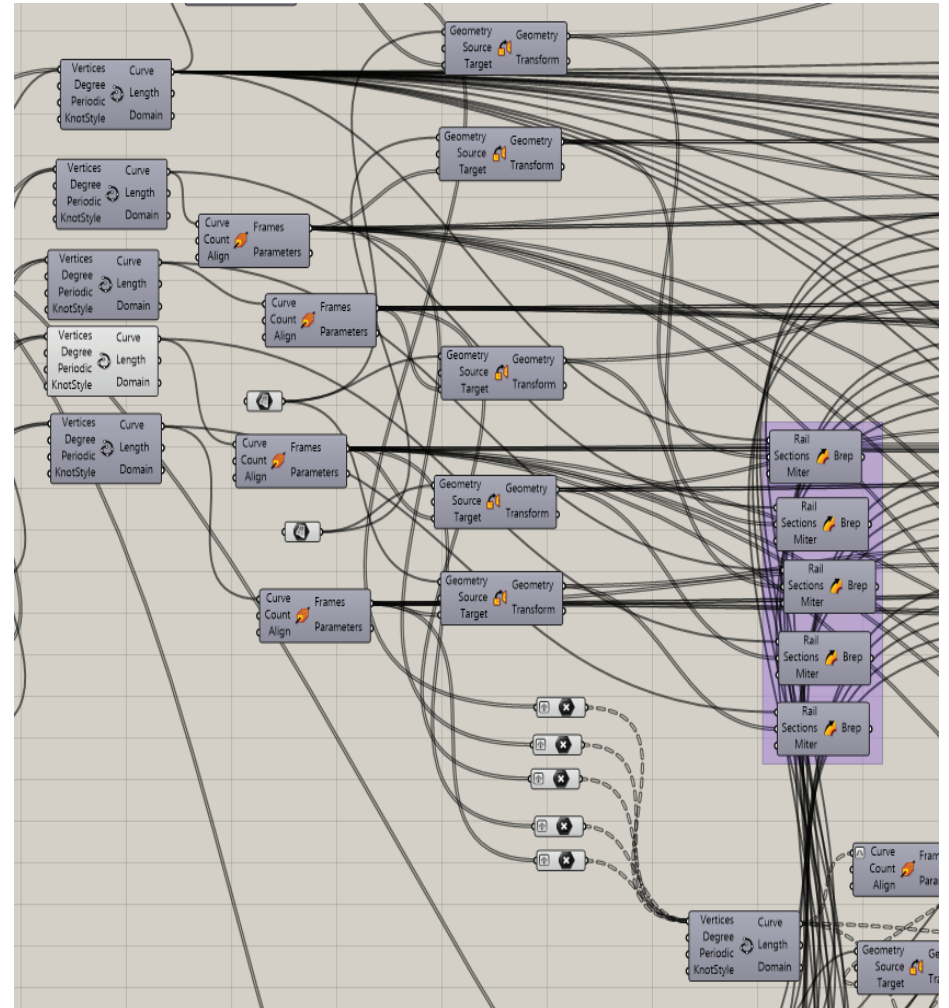 Geometry Geometry
Source
Target Transform
Vertices Curve
Degree Length
Periodic
KnotStyle Domain
Geometry Geometry
Source
Target Transform
Vertices Curve
Degree Length
Periodic
KnotStyle Domain
Curve Frames
Count
Align Parameters
Vertices Curve
Degree Length
Periodic
KnotStyle Domain
Curve Frames
Count
Align Parameters
Vertices Curve
Degree Length
Periodic
KnotStyle Domain
Geometry Geometry
Source
Target Transform
Vertices Curve
Degree Length
Periodic
KnotStyle Domain
Curve Frames
Count
Align Parameters
Rail
Sections Brep
Miter
Geometry Geometry
Source
Target Transform
Rail
Sections Brep
Miter
Geometry Geometry
Source
Target Transform
Rail
Sections Brep
Miter
Curve Frames
Count
Align Parameters
Rail
Sections Brep
Miter
Rail
Sections Brep
Miter
Curve Fram
Count
Align Para
Vertices Curve
Degree Length
Periodic
KnotStyle Domain
Geometry Ge
Source
Target Tra